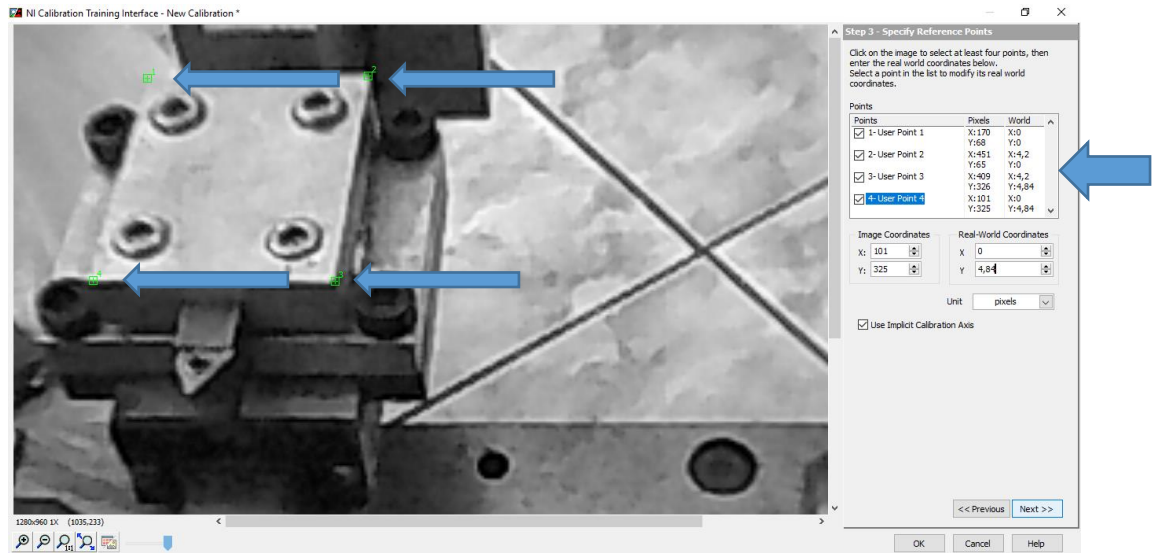 NI Calibration Training Interface - New Calibration *
Step 3 - Specify Reference Points
Click on the image to select at least four points, then
enter the real world coordinates below.
Select a point in the list to modify its real world
coordinates.
Points
Points Pixels World
1- User Point 1 X:170 X:0
Y:68 Y:0
2- User Point 2 X:451 X:4,2
Y:65 Y:0
3- User Point 3 X:409 X:4,2
Y:326 Y:4,84
4- User Point 4 X:101 X:0
Y:325 Y:4,84
Image Coordinates Real-World Coordinates
X: 101 X 0
Y: 325 Y 4,84
Unit pixels
Use Implicit Calibration Axis
1
2
4
3
<< Previous Next >>
1280x960 1X (1035,233)
1:1
OK Cancel Help